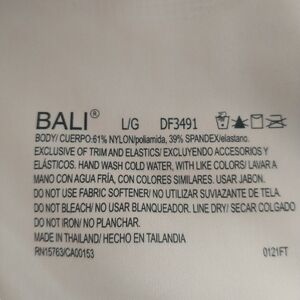 BALI® L/G DF3491
BODY/ CUERPO:61% NYLON/poliamida, 39% SPANDEX/elastano.
EXCLUSIVE OF TRIM AND ELASTICS/ EXCLUYENDO ACCESORIOS Y
ELÁSTICOS. HAND WASH COLD WATER, WITH LIKE COLORS/ LAVAR A
MANO CON AGUA FRÍA, CON COLORES SIMILARES. USAR JABON.
DO NOT USE FABRIC SOFTENER/ NO UTILIZAR SUVIAZANTE DE TELA.
DO NOT BLEACH/ NO USAR BLANQUEADOR. LINE DRY/ SECAR COLGADO
DO NOT IRON/ NO PLANCHAR.
MADE IN THAILAND/ HECHO EN TAILANDIA
RN15763/CA00153 0121FT